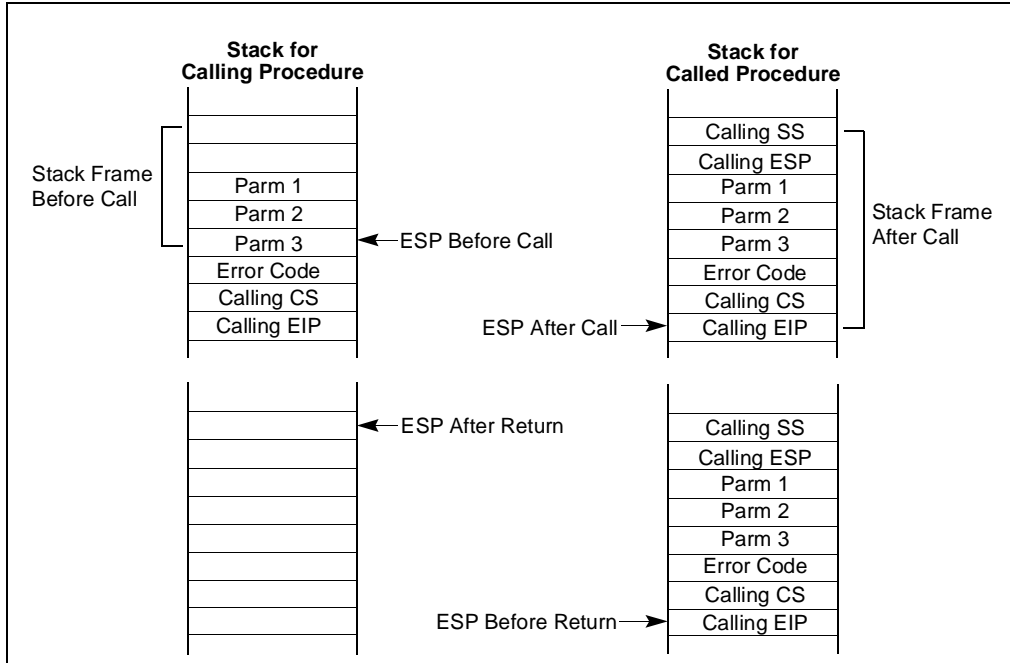 Stack for
Calling Procedure
Stack Frame
Before Call
Parm 1
Parm 2
Parm 3
Error Code
Calling CS
Calling EIP
ESP Before Call
Stack for
Called Procedure
Calling SS
Calling ESP
Parm 1
Parm 2
Parm 3
Error Code
Calling CS
Calling EIP
ESP After Call
Stack Frame
After Call
ESP After Return
Calling SS
Calling ESP
Parm 1
Parm 2
Parm 3
Error Code
Calling CS
Calling EIP
ESP Before Return